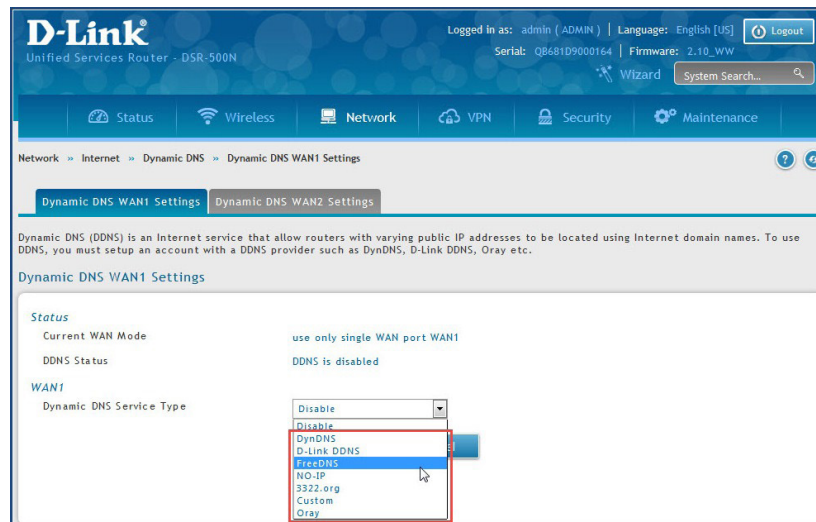 D-Link®
Logged in as: admin ( ADMIN ) | Language: English [US] Logout
Unified Services Router - DSR-500N
Serial: QB681D9000164 | Firmware: 2.10_WW
Wizard System Search...
Status Wireless Network VPN Security Maintenance
Network » Internet » Dynamic DNS » Dynamic DNS WAN1 Settings ?
Dynamic DNS WAN1 Settings Dynamic DNS WAN2 Settings
Dynamic DNS (DDNS) is an Internet service that allow routers with varying public IP addresses to be located using Internet domain names. To use
DDNS, you must setup an account with a DDNS provider such as DynDNS, D-Link DDNS, Oray etc.
Dynamic DNS WAN1 Settings
Status
Current WAN Mode use only single WAN port WAN1
DDNS Status DDNS is disabled
WAN1
Dynamic DNS Service Type Disable
Disable
DynDNS
D-Link DDNS
FreeDNS
NO-IP
3322.org
Custom
Oray